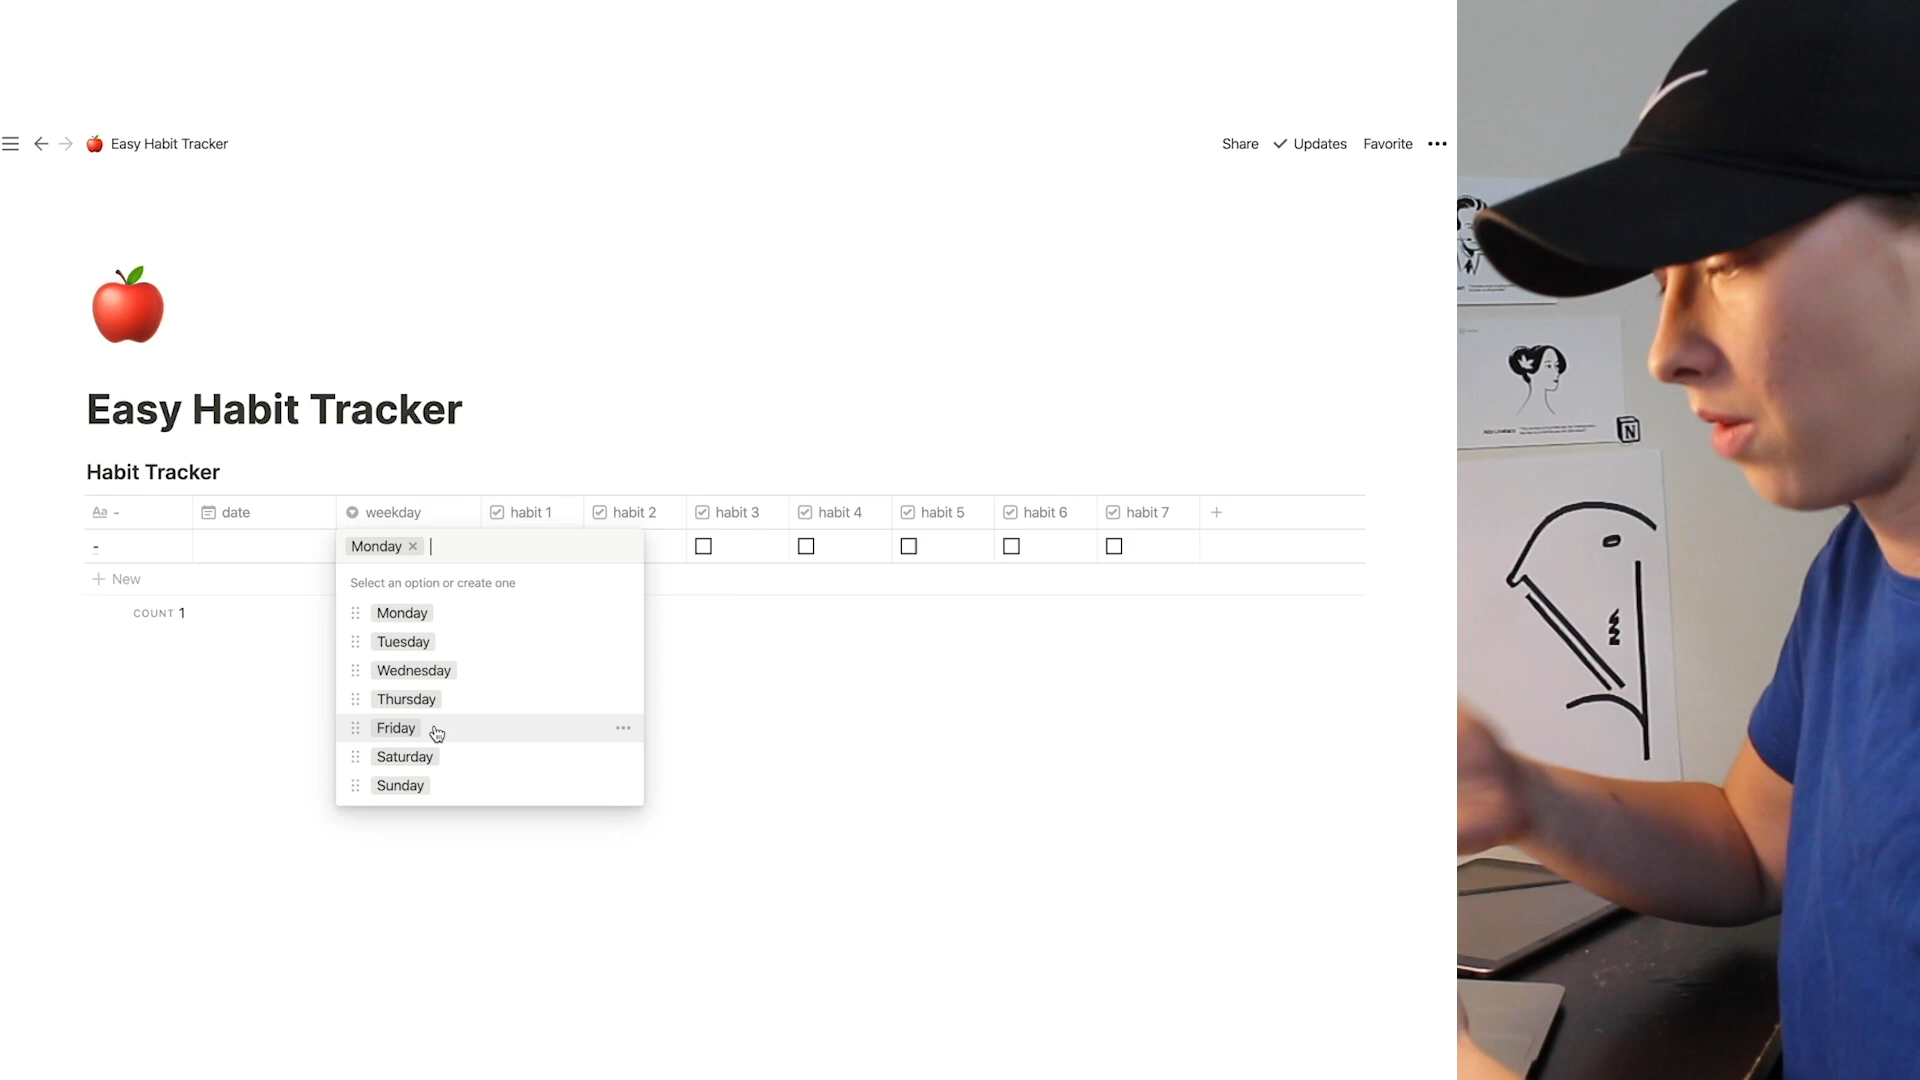 Easy Habit Tracker
Share Updates Favorite
Easy Habit Tracker
Habit Tracker
Aa - date weekday habit 1 habit 2 habit 3 habit 4 habit 5 habit 6 habit 7
- Monday
New
COUNT 1
Select an option or create one
Monday
Tuesday
Wednesday
Thursday
Friday
Saturday
Sunday
N